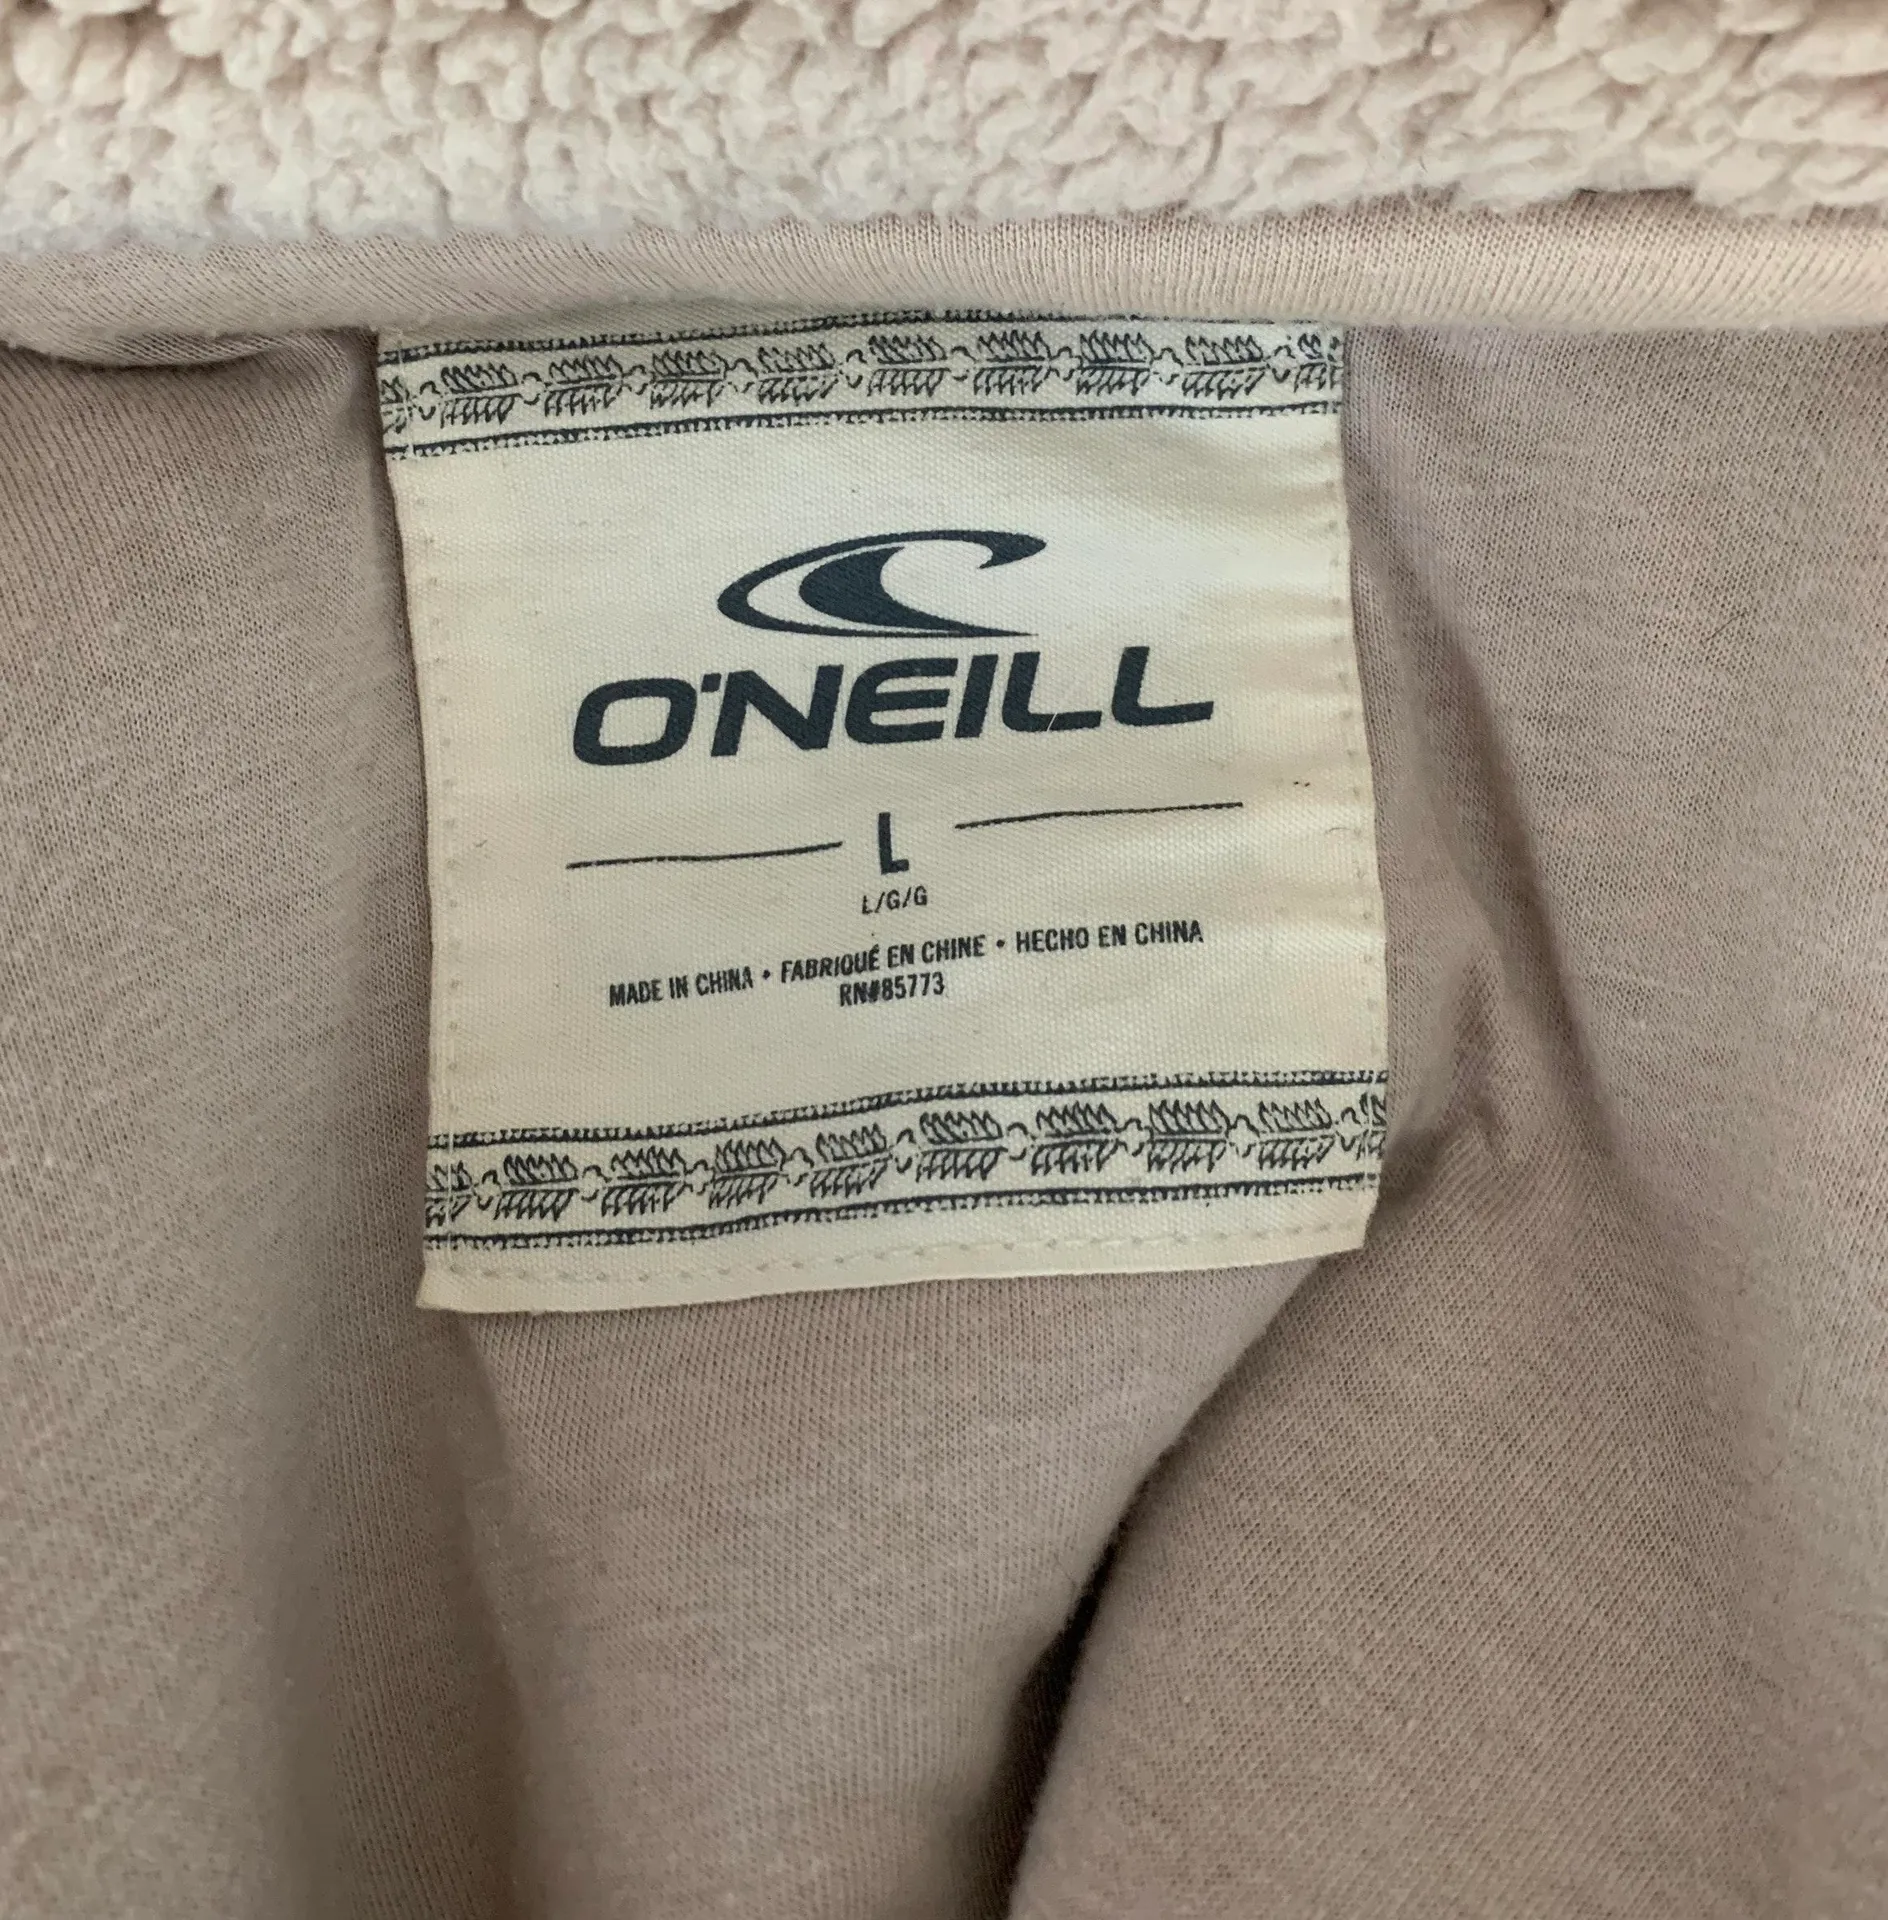 O'NEILL
L
L/G/G
MADE IN CHINA • FABRIQUÉ EN CHINE • HECHO EN CHINA
RN#85773